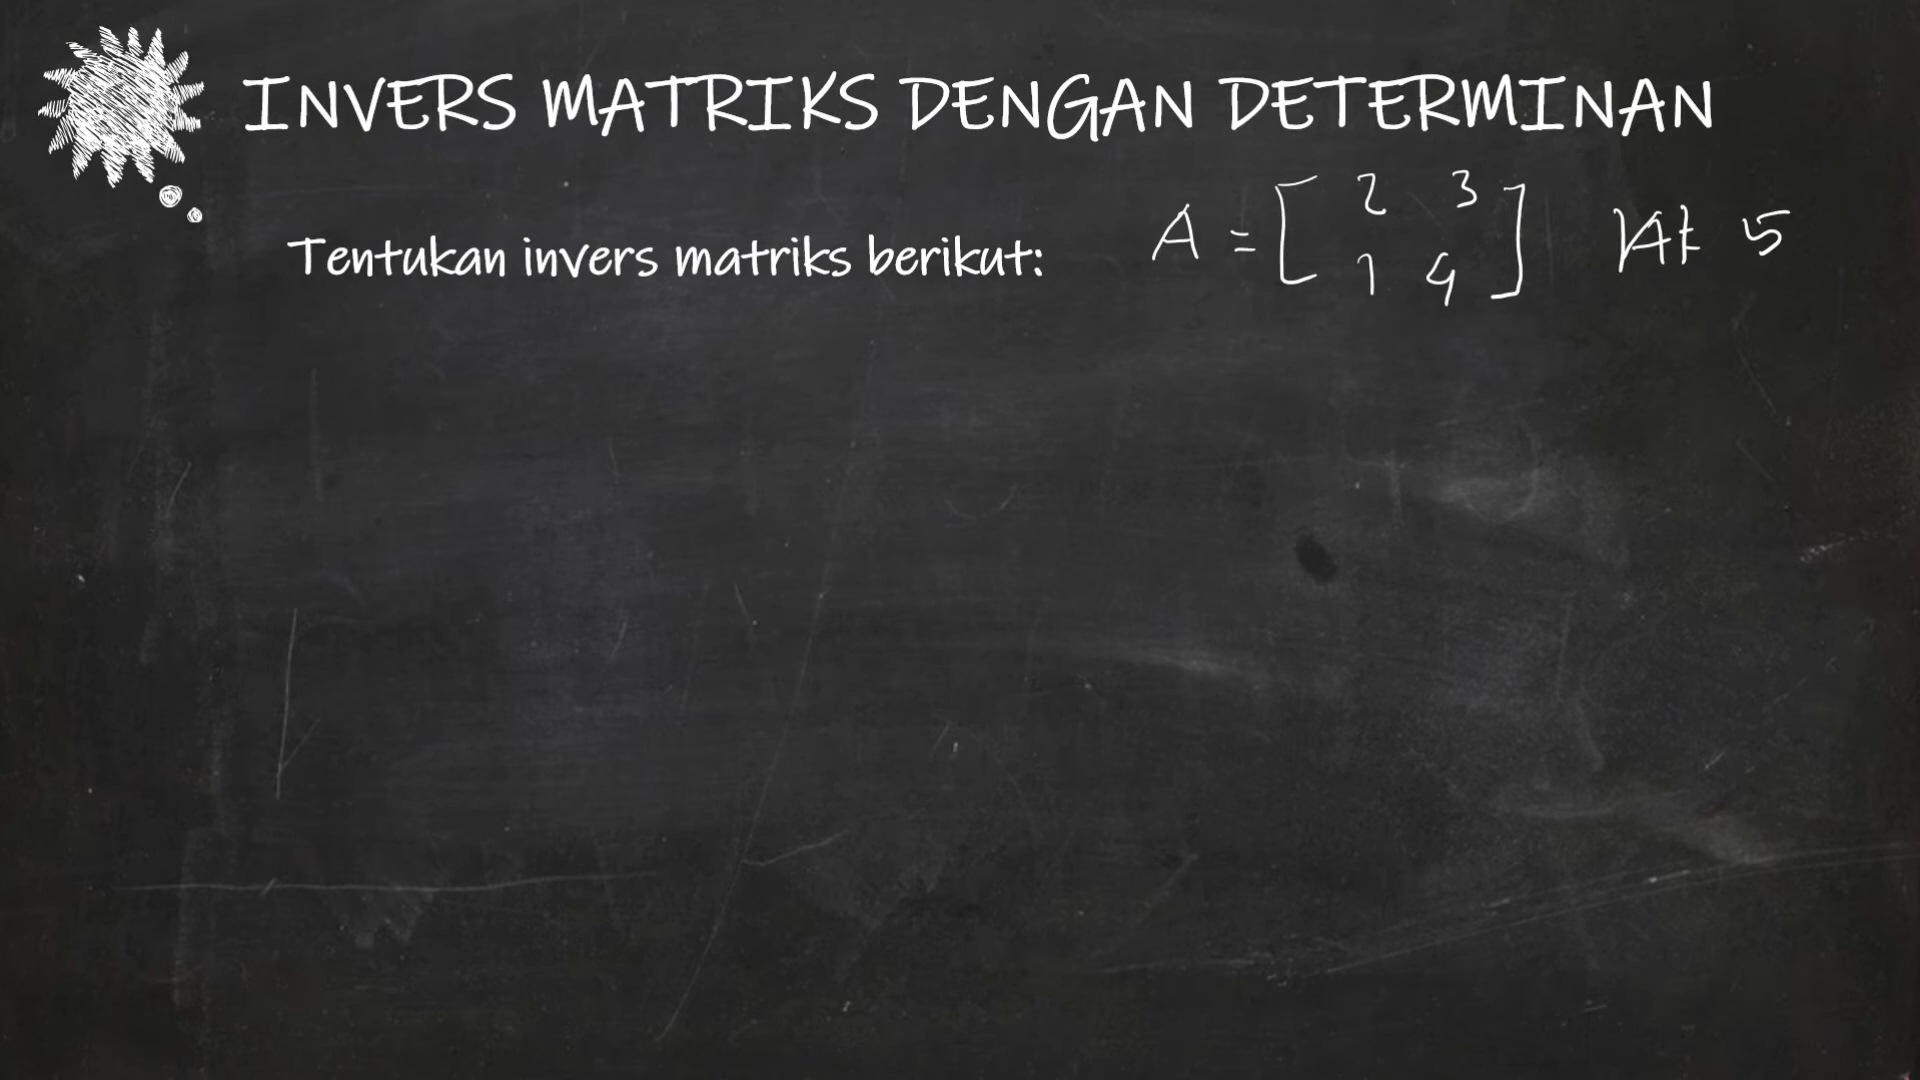 INVERS MATRIKS DENGAN DETERMINAN
Tentukan invers matriks berikut: A = [ 2 3
1 4 ] |A| = 5